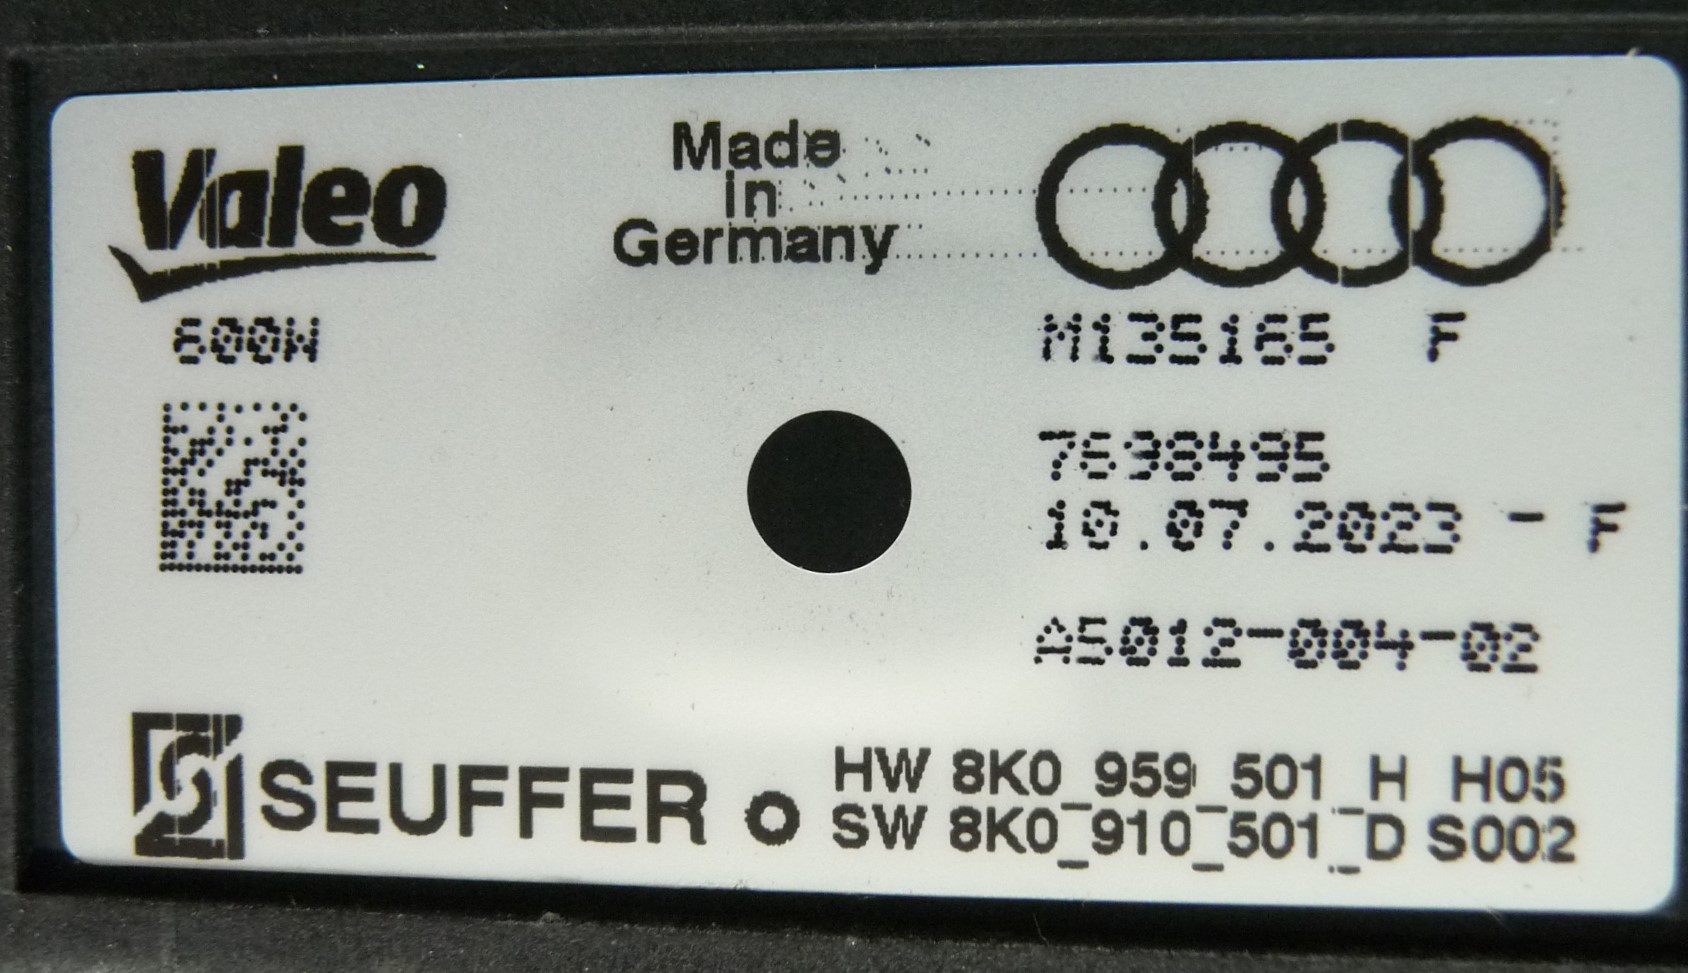 Valeo
Made
in
Germany
600W
M135165 F
7698495
10.07.2023 - F
A5012-004-02
SEUFFER
HW 8K0_959_501_H H05
SW 8K0_910_501_D S002